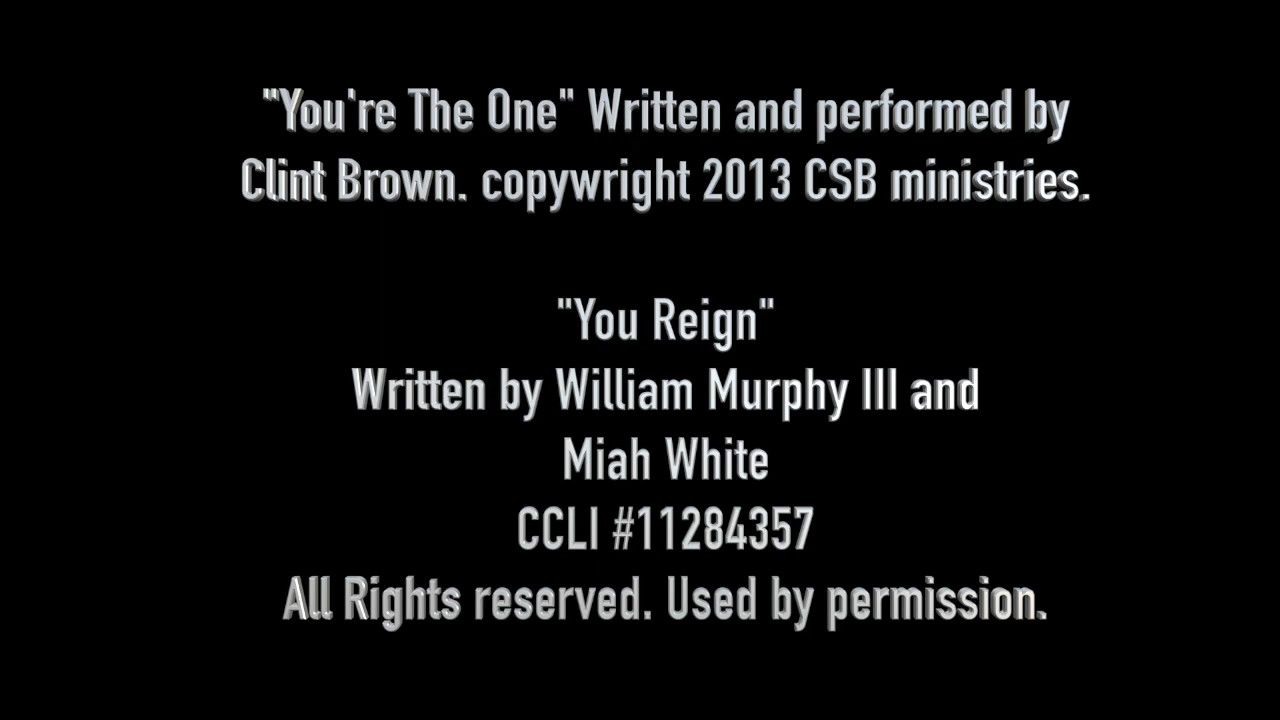 "You're The One" Written and performed by
Clint Brown. copywright 2013 CSB ministries.
"You Reign"
Written by William Murphy III and
Miah White
CCLI #11284357
All Rights reserved. Used by permission.